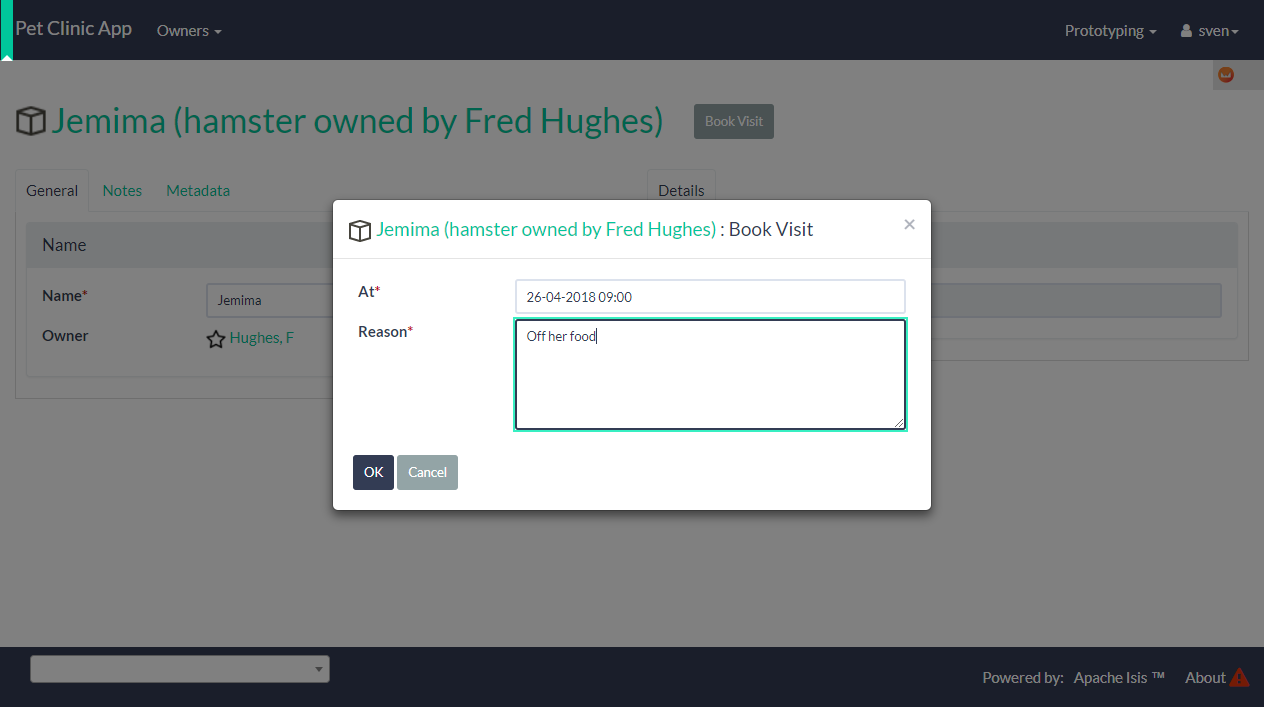 Pet Clinic App
Owners
Prototyping
sven
Jemima (hamster owned by Fred Hughes)
Book Visit
General
Notes
Metadata
Details
Name
Name*
Jemima
Owner
Hughes, F
Jemima (hamster owned by Fred Hughes) : Book Visit
×
At*
26-04-2018 09:00
Reason*
Off her food
OK
Cancel
Powered by: Apache Isis ™
About